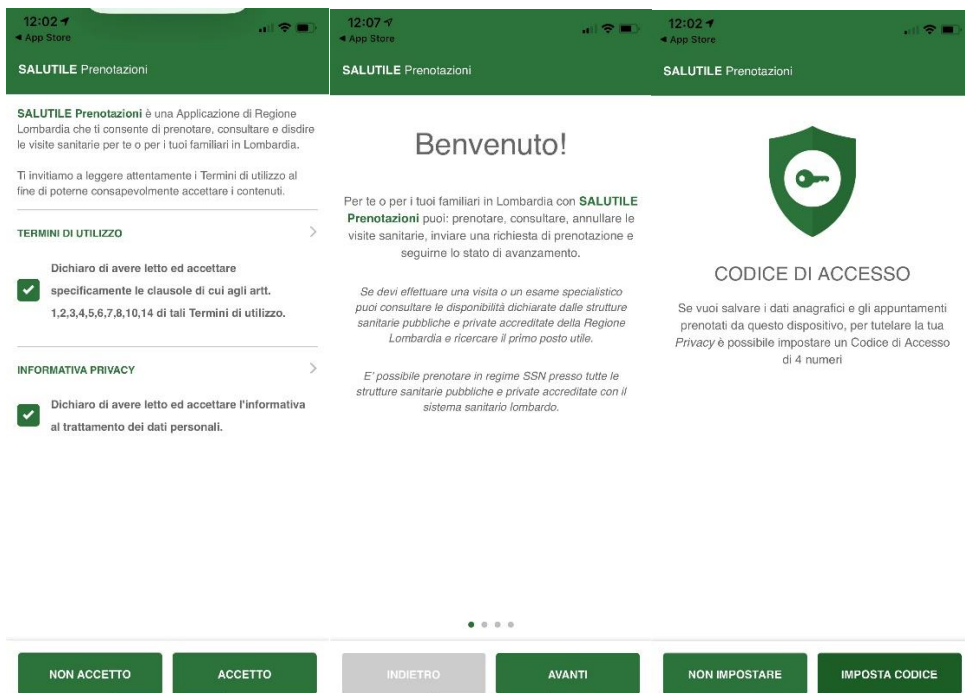 12:02
◀ App Store
SALUTILE Prenotazioni
SALUTILE Prenotazioni è una Applicazione di Regione
Lombardia che ti consente di prenotare, consultare e disdire
le visite sanitarie per te o per i tuoi familiari in Lombardia.
Ti invitiamo a leggere attentamente i Termini di utilizzo al
fine di poterne consapevolmente accettare i contenuti.
TERMINI DI UTILIZZO
Dichiaro di avere letto ed accettare
specificamente le clausole di cui agli artt.
1,2,3,4,5,6,7,8,10,14 di tali Termini di utilizzo.
INFORMATIVA PRIVACY
Dichiaro di avere letto ed accettare l'informativa
al trattamento dei dati personali.
NON ACCETTO
ACCETTO
12:07
◀ App Store
SALUTILE Prenotazioni
Benvenuto!
Per te o per i tuoi familiari in Lombardia con SALUTILE
Prenotazioni puoi: prenotare, consultare, annullare le
visite sanitarie, inviare una richiesta di prenotazione e
seguirne lo stato di avanzamento.
Se devi effettuare una visita o un esame specialistico
puoi consultare le disponibilità dichiarate dalle strutture
sanitarie pubbliche e private accreditate della Regione
Lombardia e ricercare il primo posto utile.
E' possibile prenotare in regime SSN presso tutte le
strutture sanitarie pubbliche e private accreditate con il
sistema sanitario lombardo.
INDIETRO
AVANTI
12:02
◀ App Store
SALUTILE Prenotazioni
CODICE DI ACCESSO
Se vuoi salvare i dati anagrafici e gli appuntamenti
prenotati da questo dispositivo, per tutelare la tua
Privacy è possibile impostare un Codice di Accesso
di 4 numeri
NON IMPOSTARE
IMPOSTA CODICE